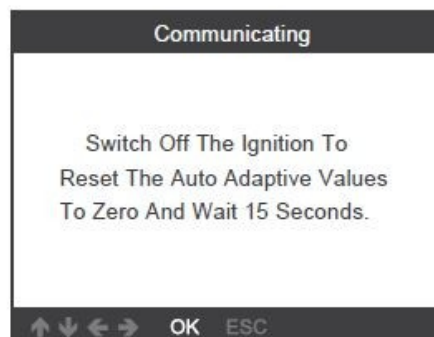 Communicating
Switch Off The Ignition To
Reset The Auto Adaptive Values
To Zero And Wait 15 Seconds.
OK ESC